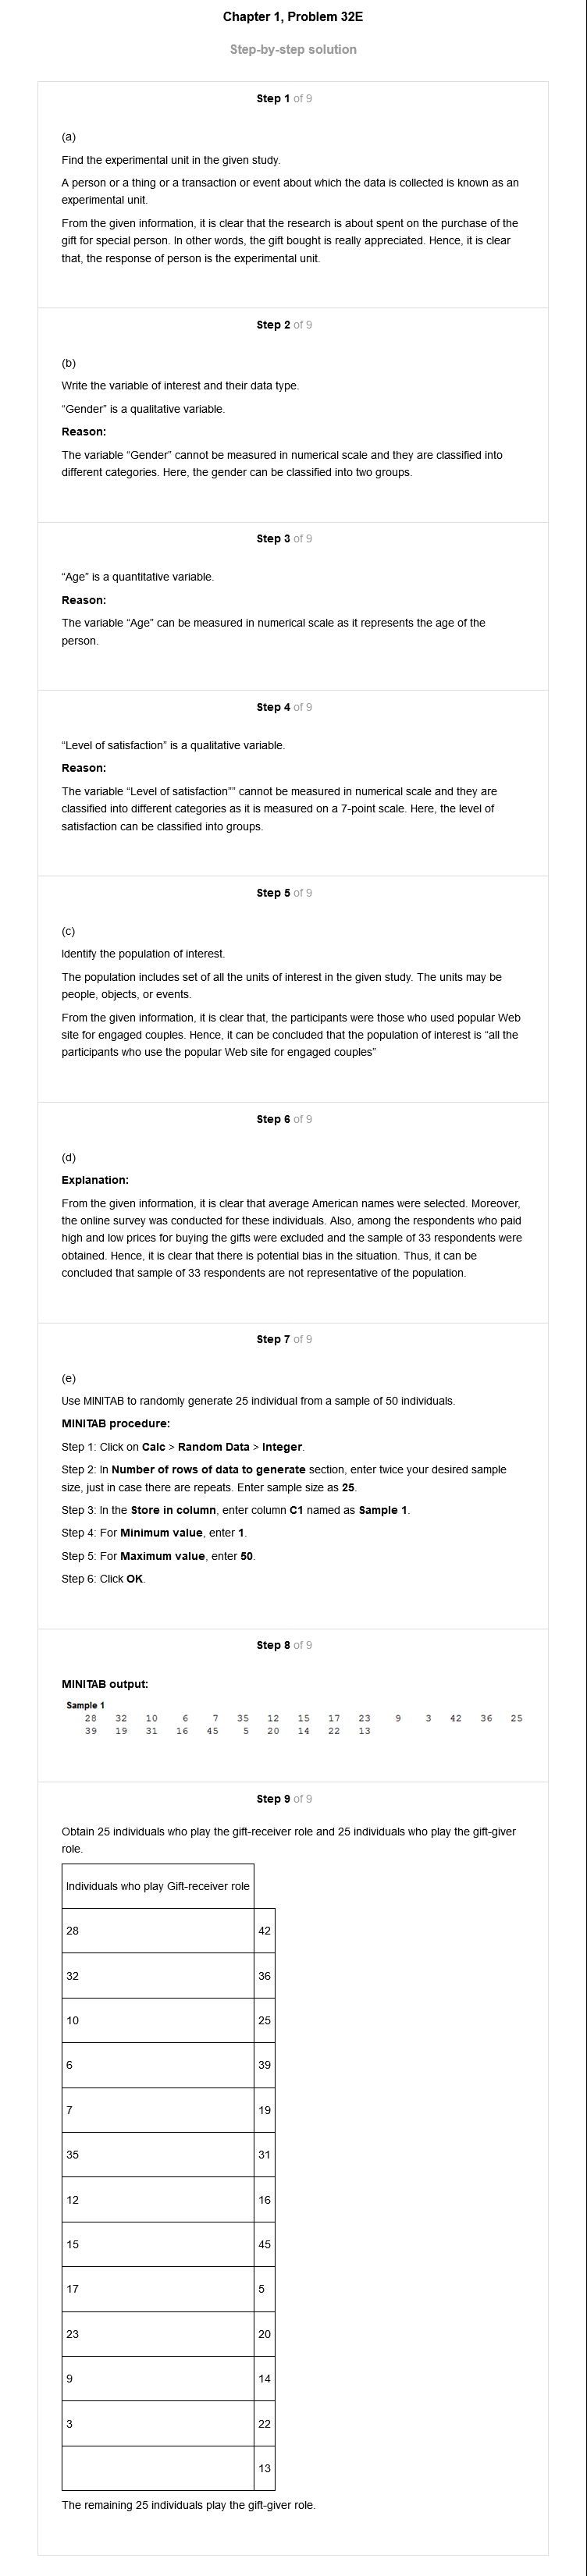 Chapter 1, Problem 32E
Step-by-step solution
Step 1 of 9
(a)
Find the experimental unit in the given study.
A person or a thing or a transaction or event about which the data is collected is known as an
experimental unit.
From the given information, it is clear that the research is about spent on the purchase of the
gift for special person. In other words, the gift bought is really appreciated. Hence, it is clear
that, the response of person is the experimental unit.
Step 2 of 9
(b)
Write the variable of interest and their data type.
“Gender” is a qualitative variable.
Reason:
The variable “Gender” cannot be measured in numerical scale and they are classified into
different categories. Here, the gender can be classified into two groups.
Step 3 of 9
“Age” is a quantitative variable.
Reason:
The variable “Age” can be measured in numerical scale as it represents the age of the
person.
Step 4 of 9
“Level of satisfaction” is a qualitative variable.
Reason:
The variable “Level of satisfaction”” cannot be measured in numerical scale and they are
classified into different categories as it is measured on a 7-point scale. Here, the level of
satisfaction can be classified into groups.
Step 5 of 9
(c)
Identify the population of interest.
The population includes set of all the units of interest in the given study. The units may be
people, objects, or events.
From the given information, it is clear that, the participants were those who used popular Web
site for engaged couples. Hence, it can be concluded that the population of interest is “all the
participants who use the popular Web site for engaged couples”
Step 6 of 9
(d)
Explanation:
From the given information, it is clear that average American names were selected. Moreover,
the online survey was conducted for these individuals. Also, among the respondents who paid
high and low prices for buying the gifts were excluded and the sample of 33 respondents were
obtained. Hence, it is clear that there is potential bias in the situation. Thus, it can be
concluded that sample of 33 respondents are not representative of the population.
Step 7 of 9
(e)
Use MINITAB to randomly generate 25 individual from a sample of 50 individuals.
MINITAB procedure:
Step 1: Click on Calc > Random Data > Integer.
Step 2: In Number of rows of data to generate section, enter twice your desired sample
size, just in case there are repeats. Enter sample size as 25.
Step 3: In the Store in column, enter column C1 named as Sample 1.
Step 4: For Minimum value, enter 1.
Step 5: For Maximum value, enter 50.
Step 6: Click OK.
Step 8 of 9
MINITAB output:
Sample 1
28 32 10 6 7 35 12 15 17 23 9 3 42 36 25
39 19 31 16 45 5 20 14 22 13
Step 9 of 9
Obtain 25 individuals who play the gift-receiver role and 25 individuals who play the gift-giver
role.
Individuals who play Gift-receiver role
28 42
32 36
10 25
6 39
7 19
35 31
12 16
15 45
17 5
23 20
9 14
3 22
13
The remaining 25 individuals play the gift-giver role.